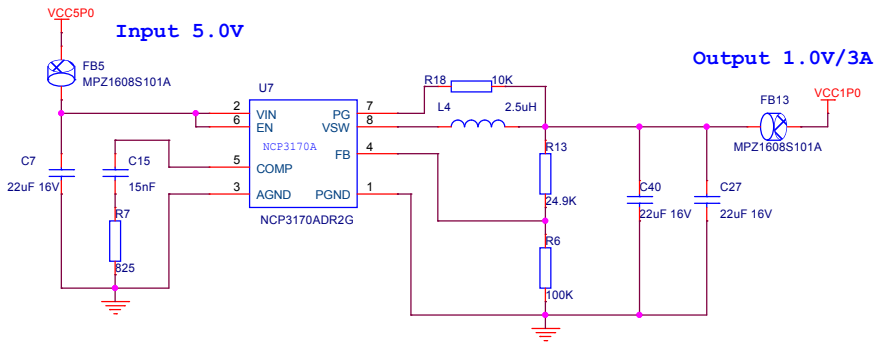 VCC5P0
Input 5.0V
Output 1.0V/3A
FB5
MPZ1608S101A
U7
R18
10K
FB13
VCC1P0
2
VIN
PG
7
L4
2.5uH
6
EN
VSW
8
NCP3170A
MPZ1608S101A
C7
22uF 16V
C15
15nF
5
COMP
FB
4
R13
24.9K
3
AGND
PGND
1
C40
22uF 16V
C27
22uF 16V
NCP3170ADR2G
R7
825
R6
100K